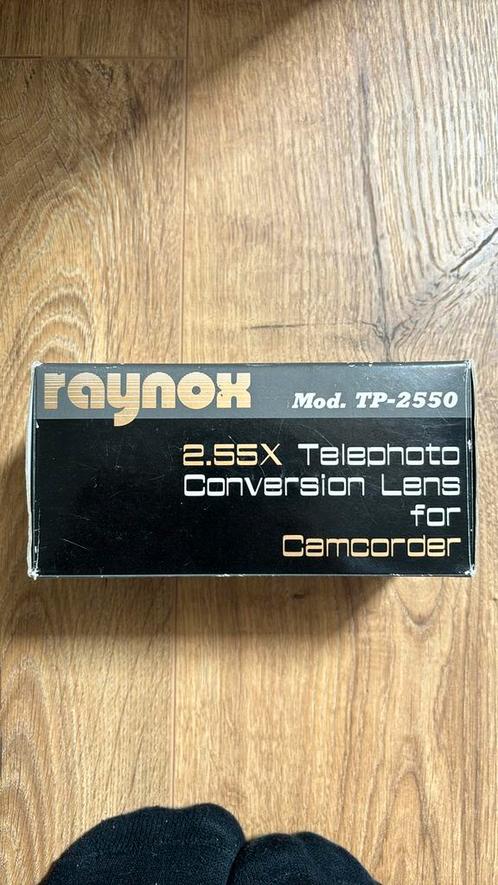 raynox
Mod. TP-2550
2.55X Telephoto
Conversion Lens
for
Camcorder